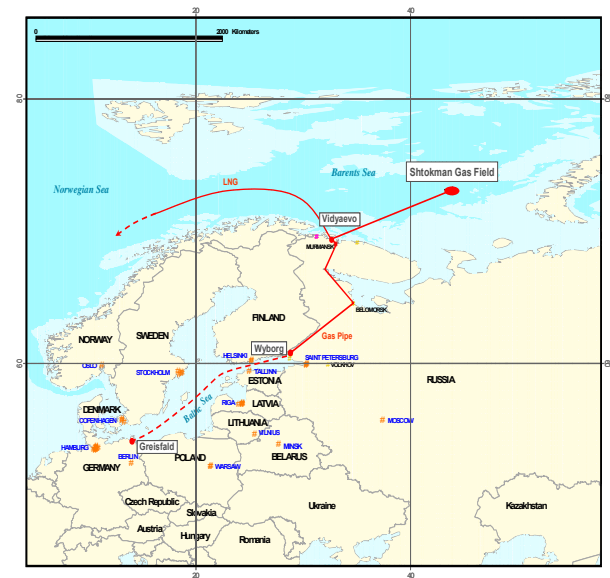 20
40
0
2000 Kilometers
80
Shtokman Gas Field
Barents Sea
LNG
Norwegian Sea
Vidyaevo
MURMANSK
BELOMORSK
FINLAND
Gas Pipe
SWEDEN
NORWAY
Wyborg
HELSINKI
SAINT PETERSBURG
60
OSLO
STOCKHOLM
TALLINN
VOLKHOV
ESTONIA
RUSSIA
RIGA
LATVIA
Baltic Sea
DENMARK
COPENHAGEN
LITHUANIA
MOSCOW
VILNIUS
HAMBURG
Greisfald
MINSK
BERLIN
POLAND
BELARUS
GERMANY
WARSAW
Czech Republic
Ukraine
Kazakhstan
Slovakia
Austria
Hungary
Romania
20
40